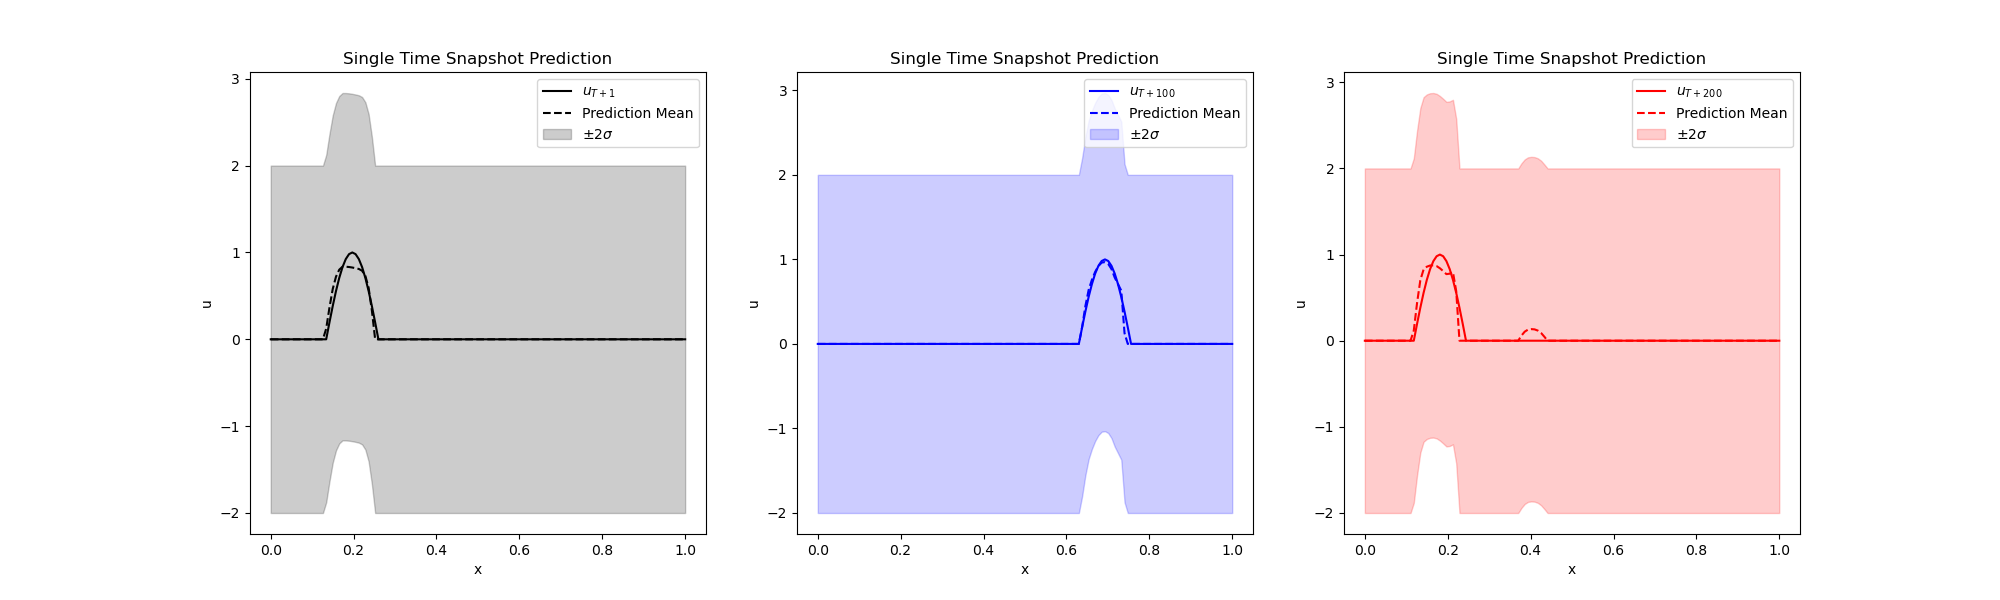 Single Time Snapshot Prediction
3
2
1
0
−1
−2
u
0.0 0.2 0.4 0.6 0.8 1.0
x
u_{T+1}
Prediction Mean
±2σ
Single Time Snapshot Prediction
3
2
1
0
−1
−2
u
0.0 0.2 0.4 0.6 0.8 1.0
x
u_{T+100}
Prediction Mean
±2σ
Single Time Snapshot Prediction
3
2
1
0
−1
−2
u
0.0 0.2 0.4 0.6 0.8 1.0
x
u_{T+200}
Prediction Mean
±2σ